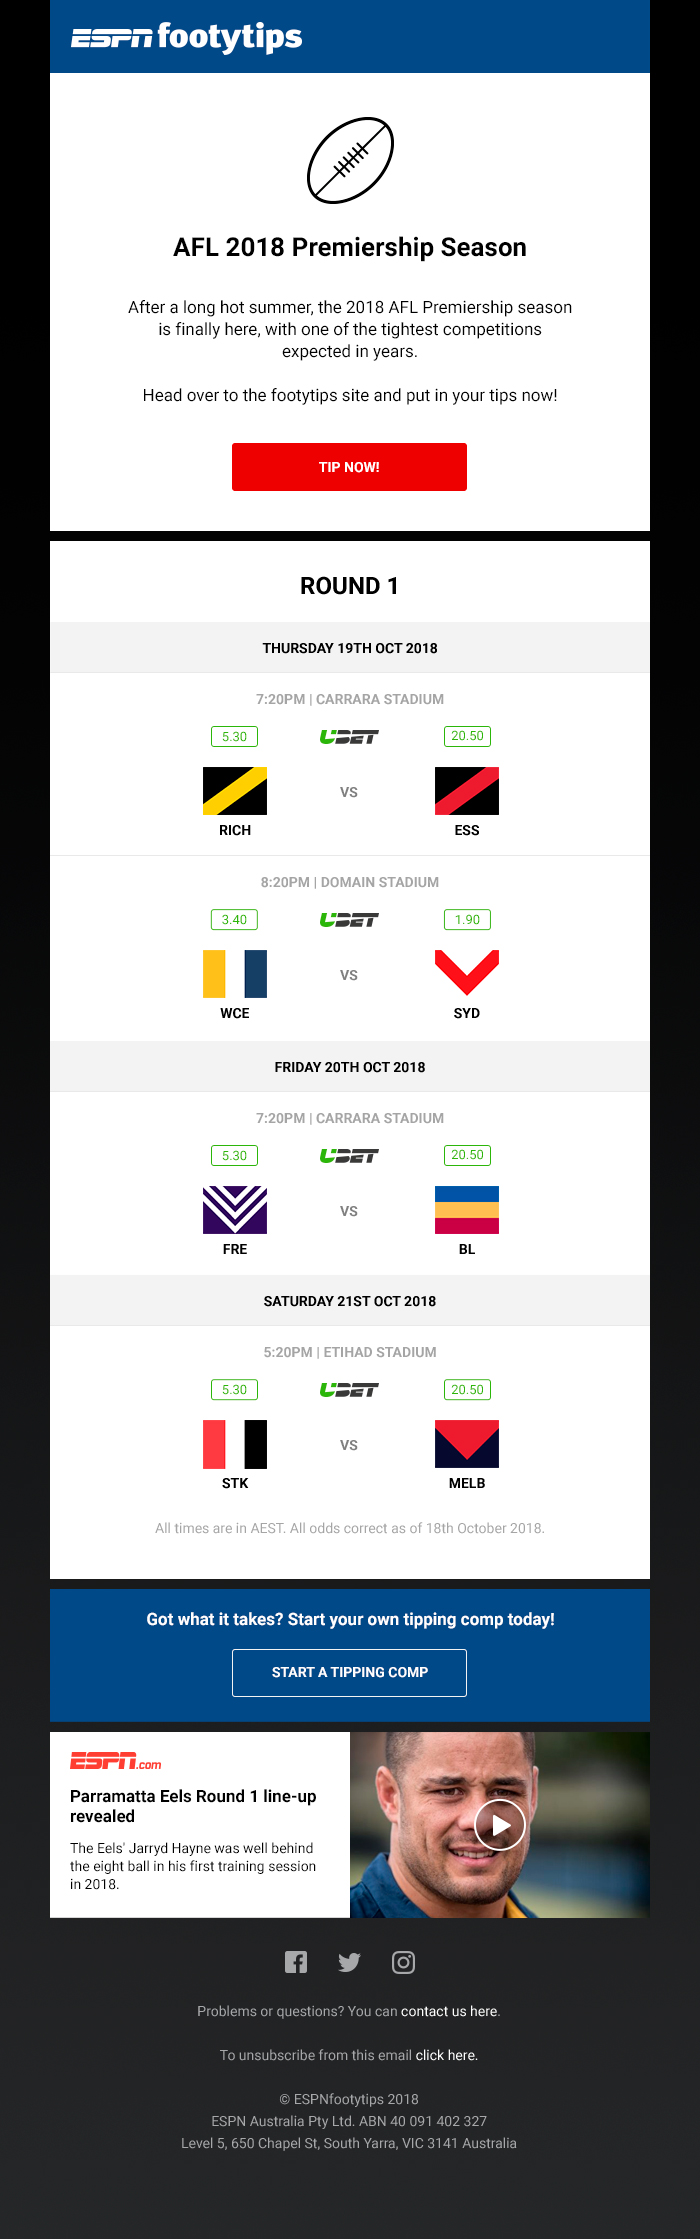 ESPN footytips
AFL 2018 Premiership Season
After a long hot summer, the 2018 AFL Premiership season
is finally here, with one of the tightest competitions
expected in years.
Head over to the footytips site and put in your tips now!
TIP NOW!
ROUND 1
THURSDAY 19TH OCT 2018
7:20PM | CARRARA STADIUM
5.30 UBET 20.50
VS
RICH ESS
8:20PM | DOMAIN STADIUM
3.40 UBET 1.90
VS
WCE SYD
FRIDAY 20TH OCT 2018
7:20PM | CARRARA STADIUM
5.30 UBET 20.50
VS
FRE BL
SATURDAY 21ST OCT 2018
5:20PM | ETIHAD STADIUM
5.30 UBET 20.50
VS
STK MELB
All times are in AEST. All odds correct as of 18th October 2018.
Got what it takes? Start your own tipping comp today!
START A TIPPING COMP
ESPN.com
Parramatta Eels Round 1 line-up
revealed
The Eels' Jarryd Hayne was well behind
the eight ball in his first training session
in 2018.
Problems or questions? You can contact us here.
To unsubscribe from this email click here.
© ESPNfootytips 2018
ESPN Australia Pty Ltd. ABN 40 091 402 327
Level 5, 650 Chapel St, South Yarra, VIC 3141 Australia